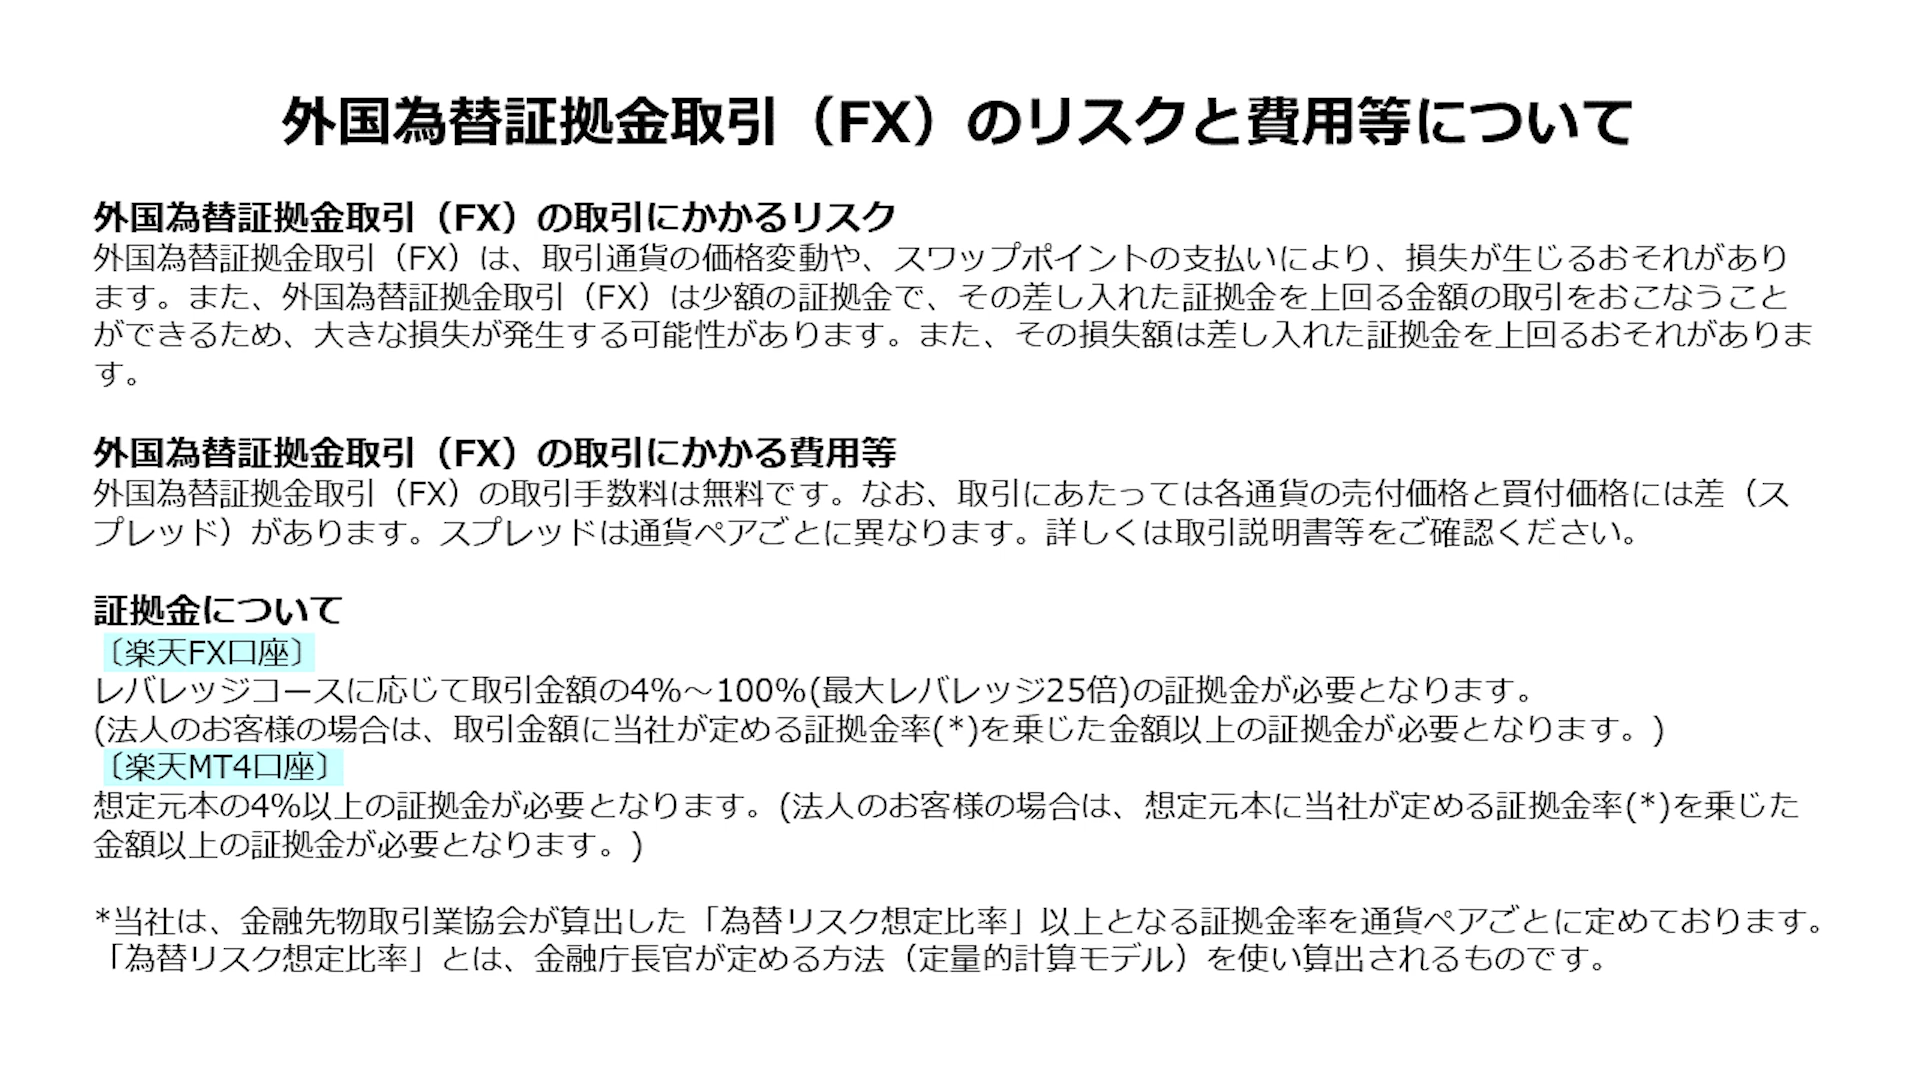 外国為替証拠金取引（FX）のリスクと費用等について
外国為替証拠金取引（FX）の取引にかかるリスク
外国為替証拠金取引（FX）は、取引通貨の価格変動や、スワップポイントの支払いにより、損失が生じるおそれがあり
ます。また、外国為替証拠金取引（FX）は少額の証拠金で、その差し入れた証拠金を上回る金額の取引をおこなうこと
ができるため、大きな損失が発生する可能性があります。また、その損失額は差し入れた証拠金を上回るおそれがありま
す。
外国為替証拠金取引（FX）の取引にかかる費用等
外国為替証拠金取引（FX）の取引手数料は無料です。なお、取引にあたっては各通貨の売付価格と買付価格には差（ス
プレッド）があります。スプレッドは通貨ペアごとに異なります。詳しくは取引説明書等をご確認ください。
証拠金について
〔楽天FX口座〕
レバレッジコースに応じて取引金額の4%～100%(最大レバレッジ25倍)の証拠金が必要となります。
(法人のお客様の場合は、取引金額に当社が定める証拠金率(*)を乗じた金額以上の証拠金が必要となります。)
〔楽天MT4口座〕
想定元本の4%以上の証拠金が必要となります。(法人のお客様の場合は、想定元本に当社が定める証拠金率(*)を乗じた
金額以上の証拠金が必要となります。)
*当社は、金融先物取引業協会が算出した「為替リスク想定比率」以上となる証拠金率を通貨ペアごとに定めております。
「為替リスク想定比率」とは、金融庁長官が定める方法（定量的計算モデル）を使い算出されるものです。